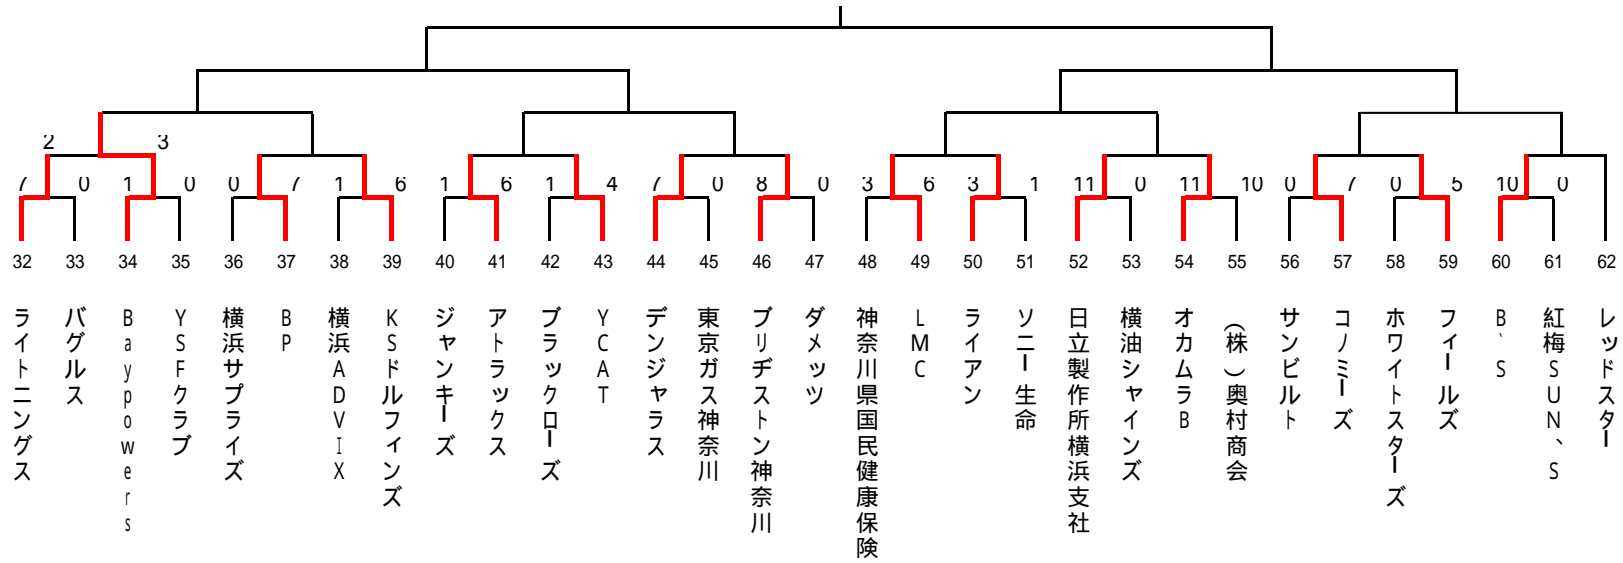 2 3
7 0 1 0 0 7 1 6 1 6 1 4 7 0 8 0 3 6 3 1 11 0 11 10 0 7 0 5 10 0
32 33 34 35 36 37 38 39 40 41 42 43 44 45 46 47 48 49 50 51 52 53 54 55 56 57 58 59 60 61 62
ライトニングス
バグルス
Baypowers
YSFクラブ
横浜サプライズ
BP
横浜ADVIX
KSドルフィンズ
ジャンキーズ
アトラックス
ブラックローズ
YCAT
デンジャラス
東京ガス神奈川
ブリヂストン神奈川
ダメッツ
神奈川県国民健康保険
LMC
ライアン
ソニー生命
日立製作所横浜支社
横油シャインズ
オカムラB
(株)奥村商会
サンビルト
コノミーズ
ホワイトスターズ
フィールズ
B`S
紅梅SUN、S
レッドスター